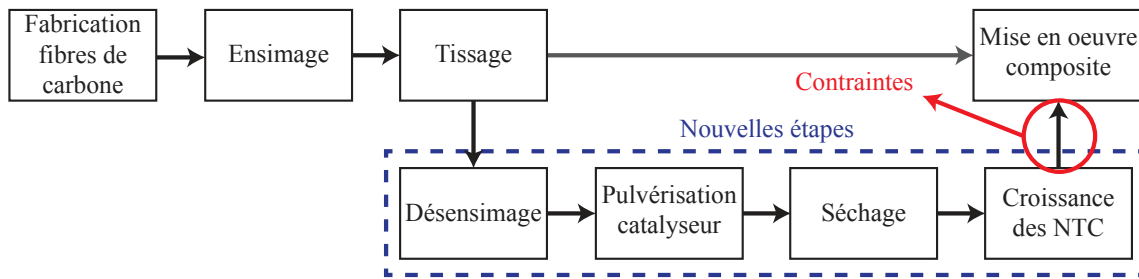 Fabrication
fibres de
carbone
Ensimage
Tissage
Mise en oeuvre
composite
Contraintes
Nouvelles étapes
Désensimage
Pulvérisation
catalyseur
Séchage
Croissance
des NTC